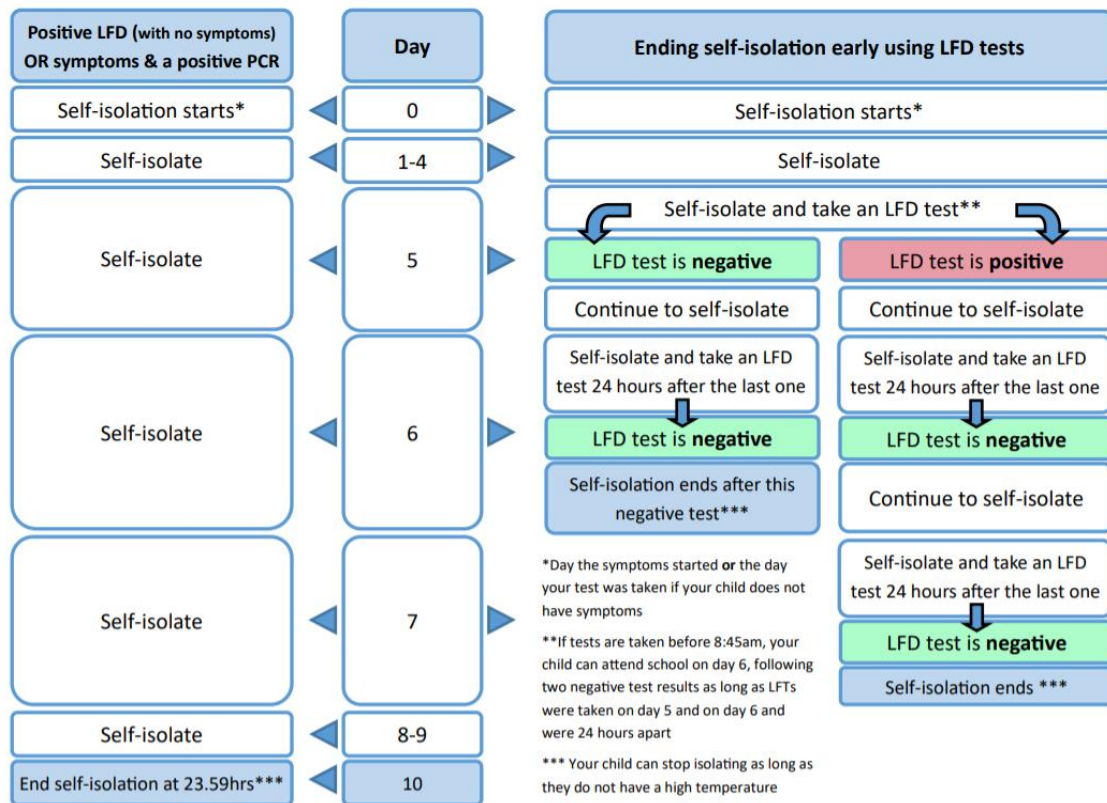 Positive LFD (with no symptoms)
OR symptoms & a positive PCR
Day
Ending self-isolation early using LFD tests
Self-isolation starts*
0
Self-isolation starts*
Self-isolate
1-4
Self-isolate
Self-isolate
5
Self-isolate and take an LFD test**
LFD test is negative
LFD test is positive
Continue to self-isolate
Continue to self-isolate
Self-isolate
6
Self-isolate and take an LFD
test 24 hours after the last one
Self-isolate and take an LFD
test 24 hours after the last one
LFD test is negative
LFD test is negative
Self-isolation ends after this
negative test***
Continue to self-isolate
Self-isolate
7
Self-isolate and take an LFD
test 24 hours after the last one
LFD test is negative
Self-isolation ends ***
Self-isolate
8-9
End self-isolation at 23.59hrs***
10
*Day the symptoms started or the day
your test was taken if your child does not
have symptoms
**If tests are taken before 8:45am, your
child can attend school on day 6, following
two negative test results as long as LFTs
were taken on day 5 and on day 6 and
were 24 hours apart
*** Your child can stop isolating as long as
they do not have a high temperature